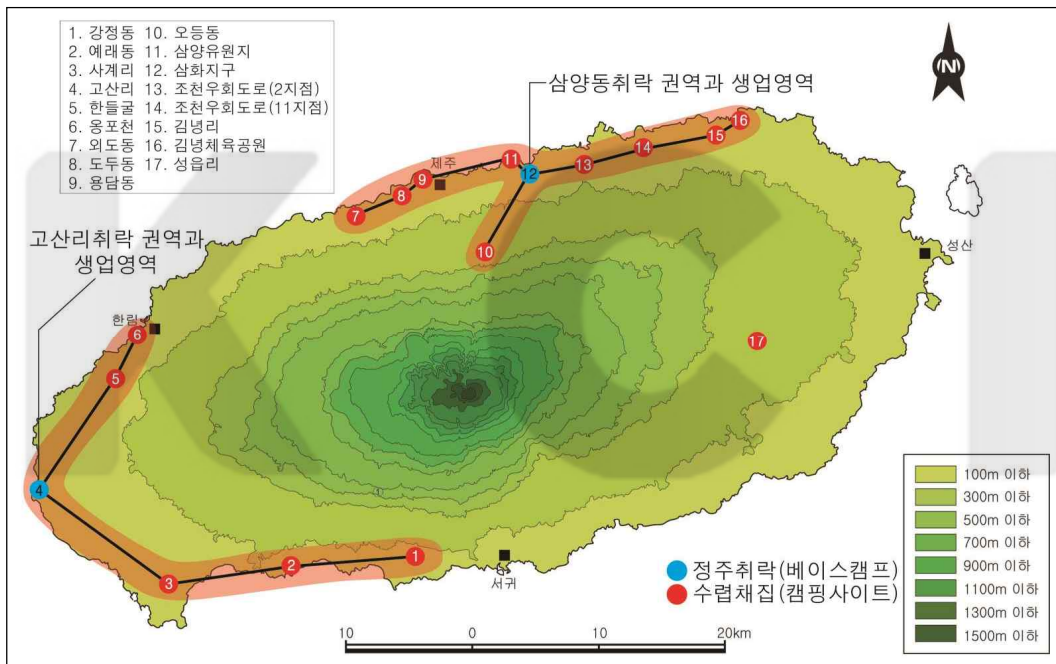 1. 강정동 10. 오등동
2. 예래동 11. 삼양유원지
3. 사계리 12. 삼화지구
4. 고산리 13. 조천우회도로(2지점)
5. 한들굴 14. 조천우회도로(11지점)
6. 옹포천 15. 김녕리
7. 외도동 16. 김녕체육공원
8. 도두동 17. 성읍리
9. 용담동
N
삼양동취락 권역과 생업영역
16
15
14
13
12
11
제주
9
8
7
10
고산리취락 권역과
생업영역
성산
한림
6
17
5
4
1
2
3
서귀
정주취락(베이스캠프)
수렵채집(캠핑사이트)
100m 이하
300m 이하
500m 이하
700m 이하
900m 이하
1100m 이하
1300m 이하
1500m 이하
10 0 10 20km